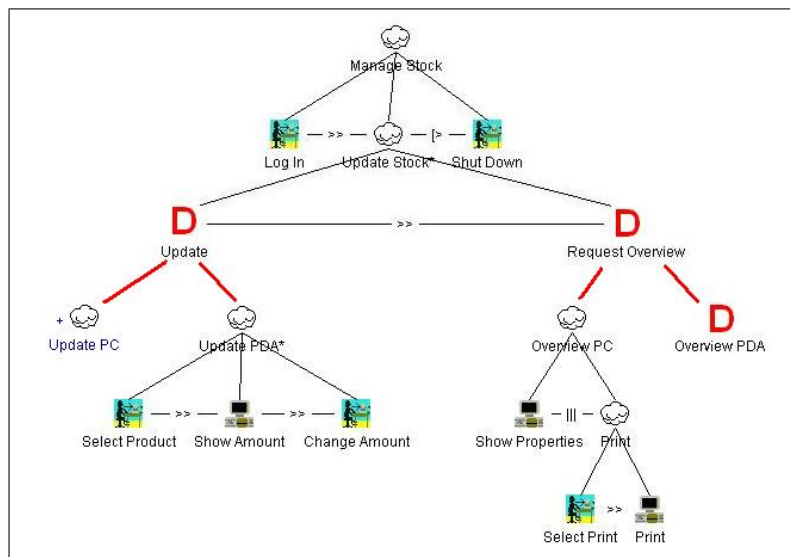 Manage Stock
>> [>
Log In Update Stock* Shut Down
D >> D
Update Request Overview
+ D
Update PC Update PDA* Overview PC Overview PDA
>> >> |||
Select Product Show Amount Change Amount Show Properties Print
>>
Select Print Print